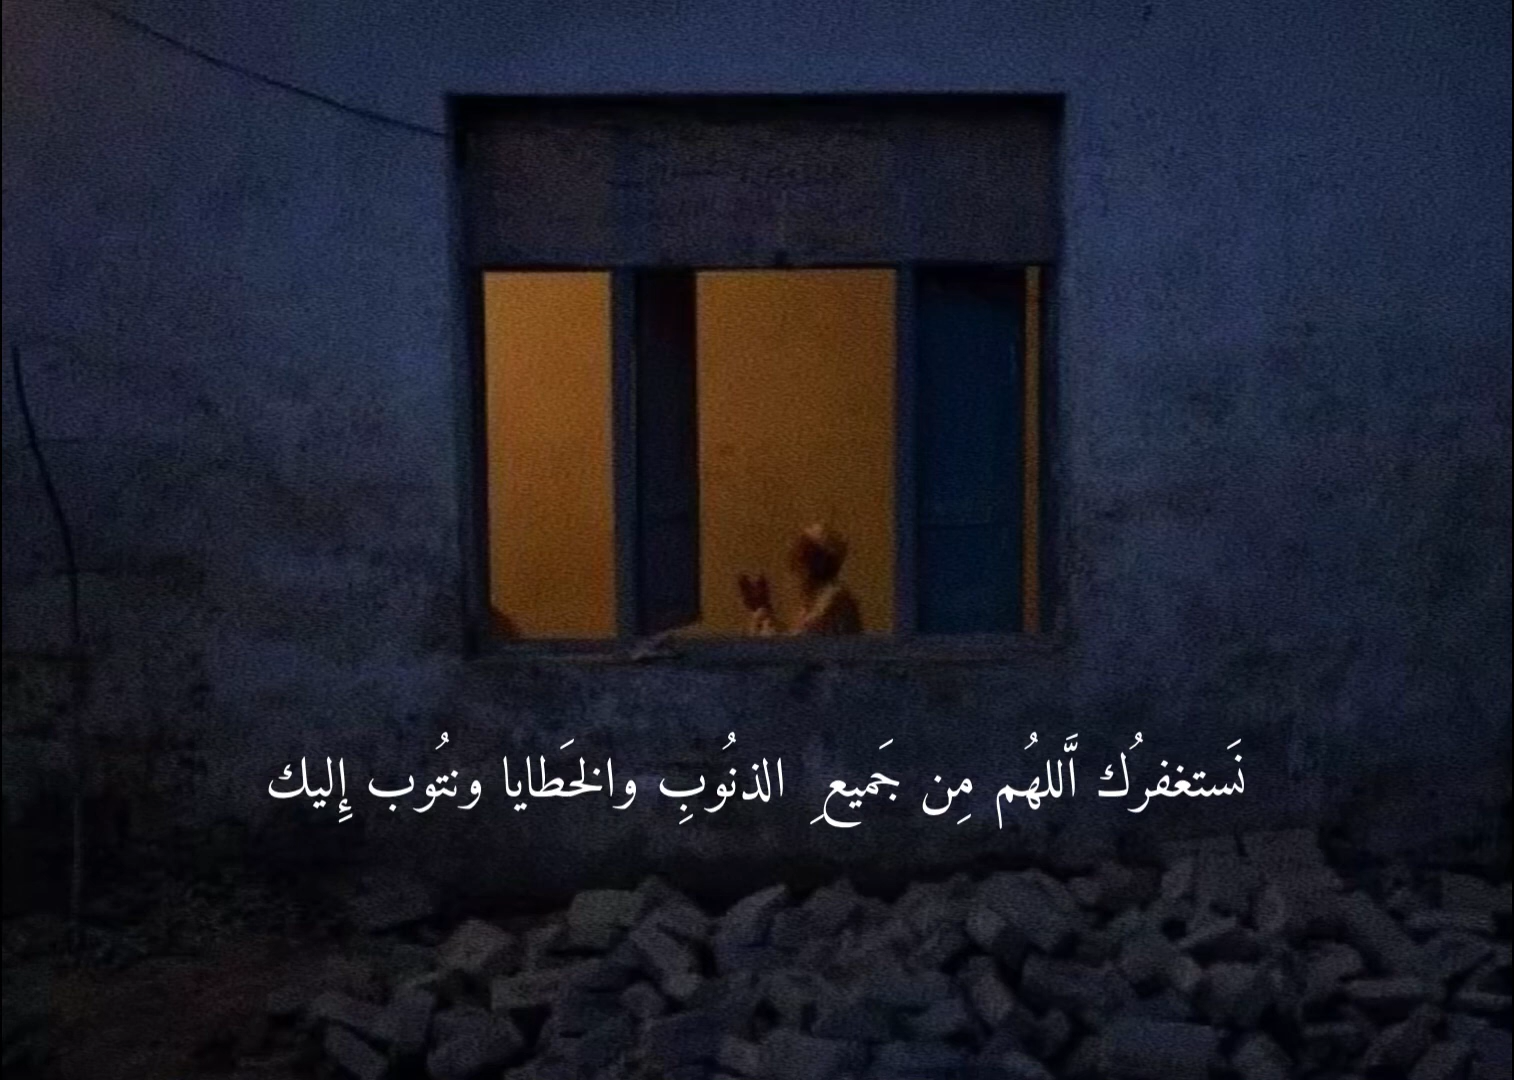 نَستغفرُك اَّللهُم مِن جَميعِ الذنُوبِ والخَطايا ونتُوب إِليك